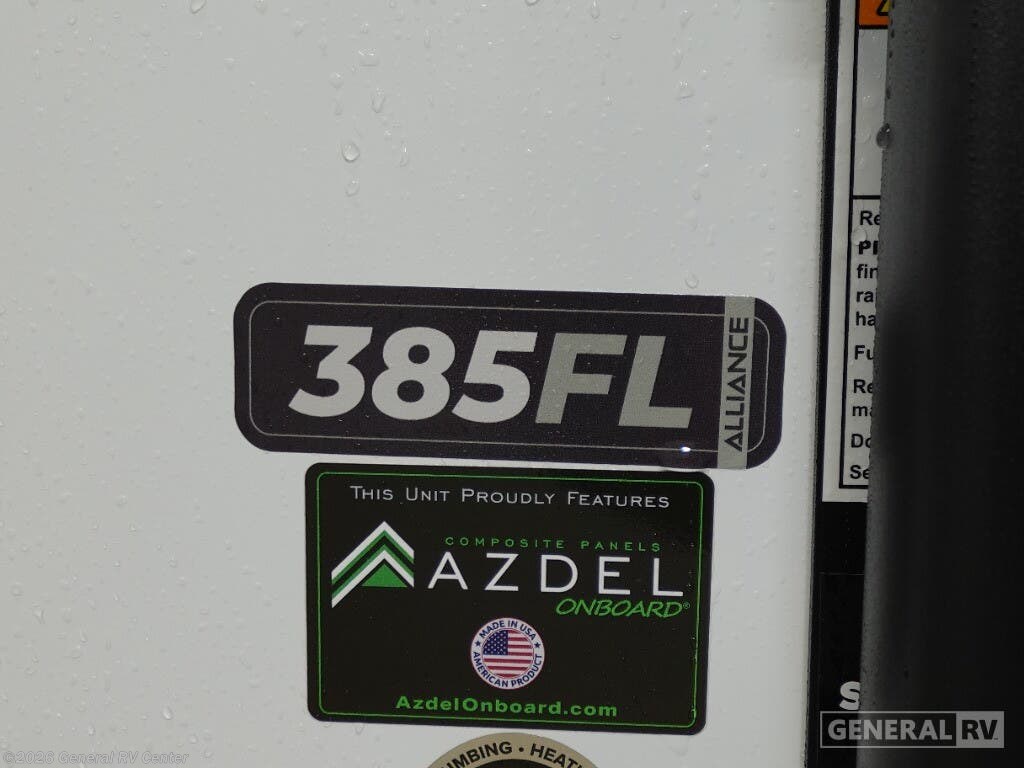 385FL
ALLIANCE
THIS UNIT PROUDLY FEATURES
COMPOSITE PANELS
AZDEL
ONBOARD®
MADE IN USA
AMERICAN PRODUCT
AzdelOnboard.com
GENERAL RV
©2026 General RV Center